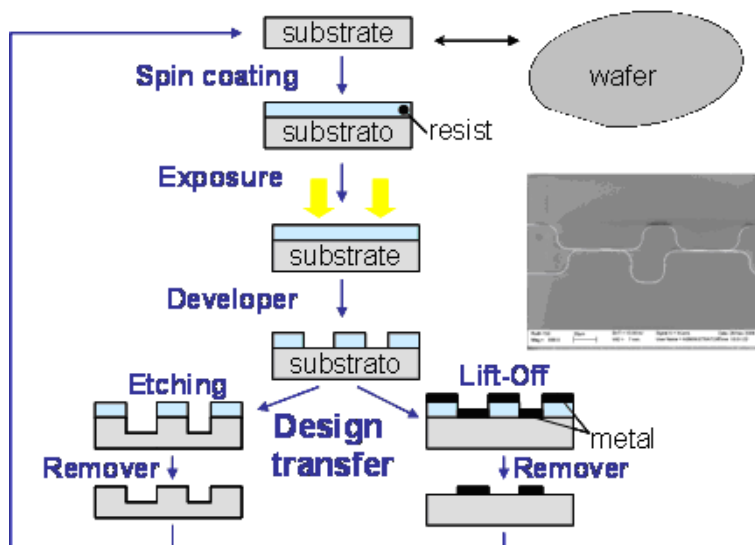 substrate
wafer
Spin coating
substrato
resist
Exposure
substrate
Developer
substrato
Etching
Lift-Off
Design
transfer
metal
Remover
Remover